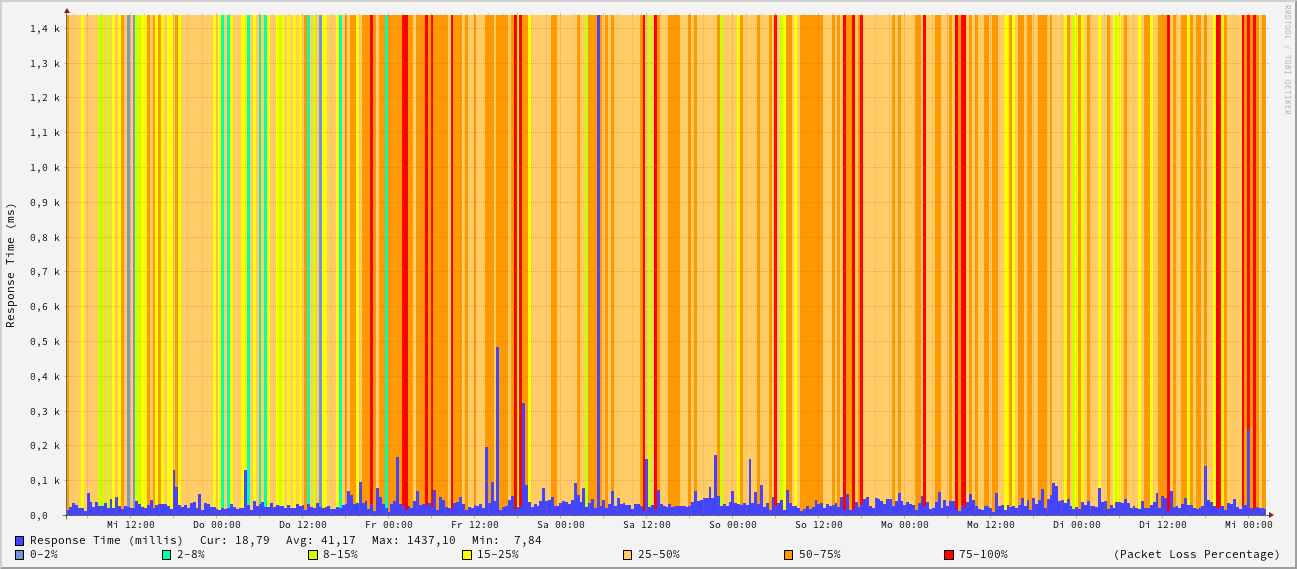 RRDTOOL / TOBI OETIKER
Response Time (ms)
1,4 k
1,3 k
1,2 k
1,1 k
1,0 k
0,9 k
0,8 k
0,7 k
0,6 k
0,5 k
0,4 k
0,3 k
0,2 k
0,1 k
0,0
Mi 12:00 Do 00:00 Do 12:00 Fr 00:00 Fr 12:00 Sa 00:00 Sa 12:00 So 00:00 So 12:00 Mo 00:00 Mo 12:00 Di 00:00 Di 12:00 Mi 00:00
Response Time (millis) Cur: 18,79 Avg: 41,17 Max: 1437,10 Min: 7,84
0-2% 2-8% 8-15% 15-25% 25-50% 50-75% 75-100% (Packet Loss Percentage)